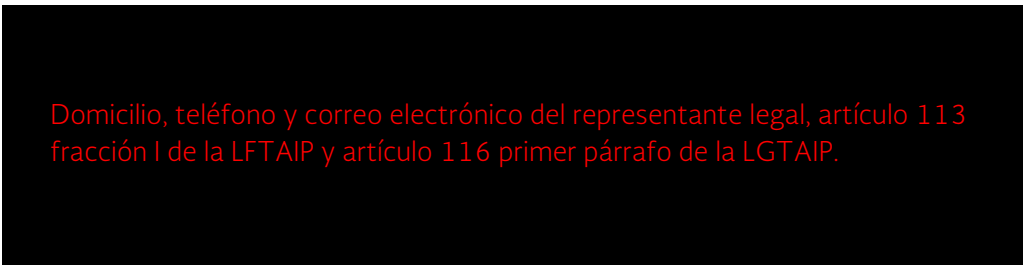 Domicilio, teléfono y correo electrónico del representante legal, artículo 113
fracción I de la LFTAIP y artículo 116 primer párrafo de la LGTAIP.